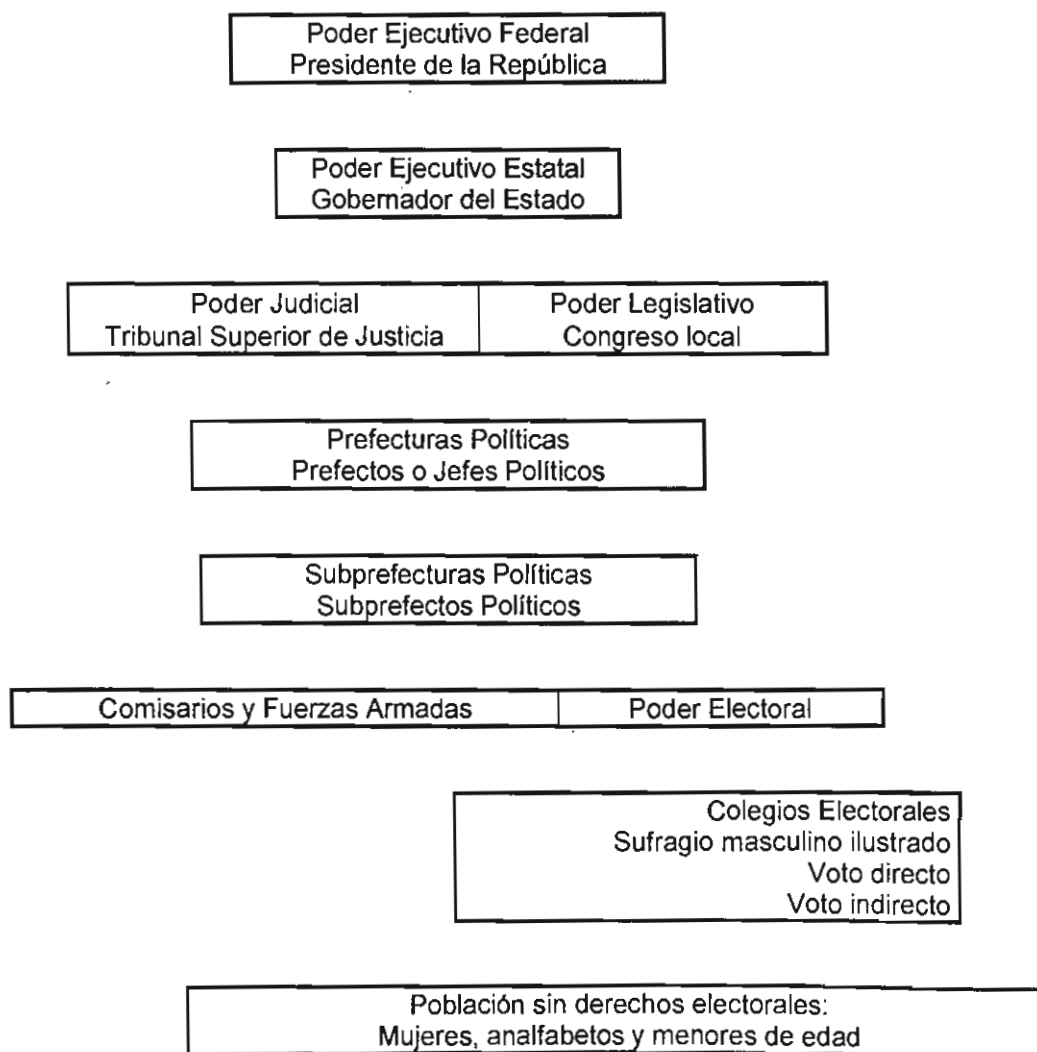 Poder Ejecutivo Federal
Presidente de la República
Poder Ejecutivo Estatal
Gobernador del Estado
Poder Judicial
Tribunal Superior de Justicia
Poder Legislativo
Congreso local
Prefecturas Políticas
Prefectos o Jefes Políticos
Subprefecturas Políticas
Subprefectos Políticos
Comisarios y Fuerzas Armadas
Poder Electoral
Colegios Electorales
Sufragio masculino ilustrado
Voto directo
Voto indirecto
Población sin derechos electorales:
Mujeres, analfabetos y menores de edad